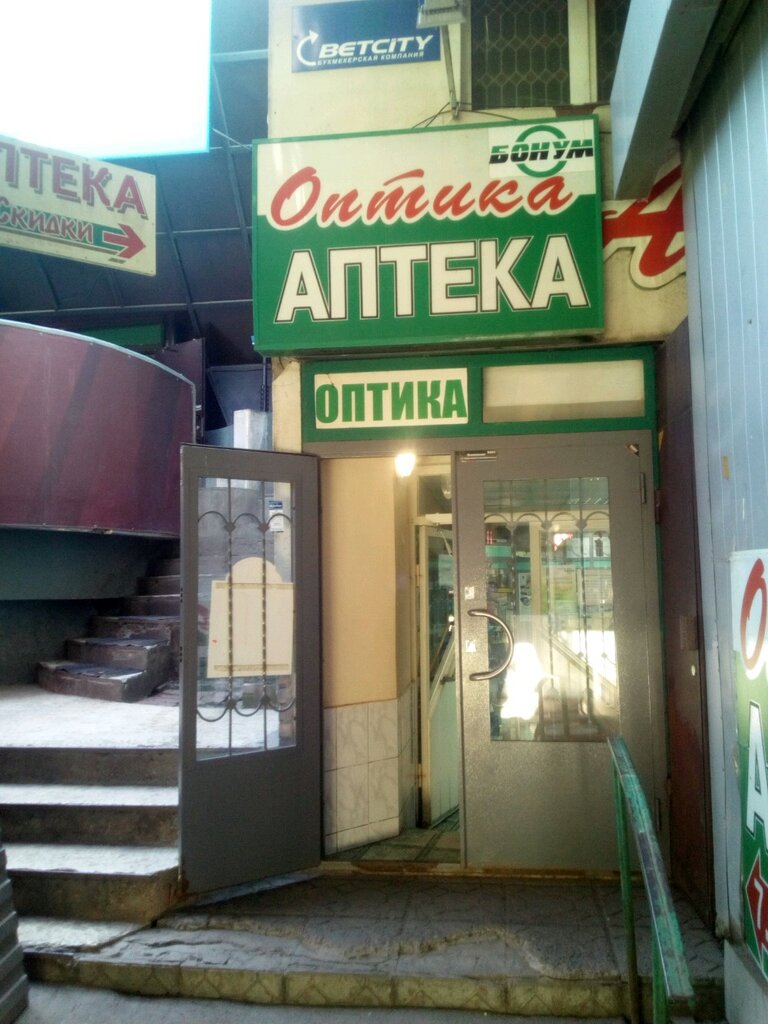 BETCITY
БУКМЕКЕРСКАЯ КОМПАНИЯ
БОНУМ
Оптика
АПТЕКА
ПТЕКА
Скидки
ОПТИКА